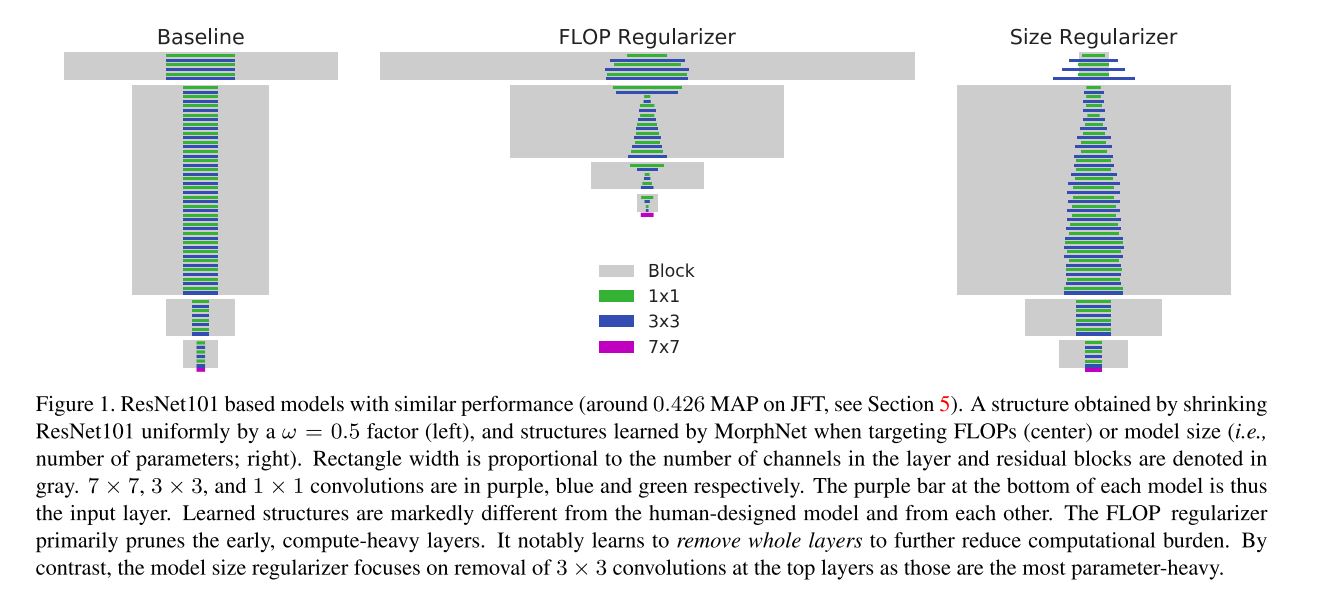 Baseline
FLOP Regularizer
Size Regularizer
Block
1x1
3x3
7x7
Figure 1. ResNet101 based models with similar performance (around 0.426 MAP on JFT, see Section 5). A structure obtained by shrinking
ResNet101 uniformly by a ω = 0.5 factor (left), and structures learned by MorphNet when targeting FLOPs (center) or model size (i.e.,
number of parameters; right). Rectangle width is proportional to the number of channels in the layer and residual blocks are denoted in
gray. 7 × 7, 3 × 3, and 1 × 1 convolutions are in purple, blue and green respectively. The purple bar at the bottom of each model is thus
the input layer. Learned structures are markedly different from the human-designed model and from each other. The FLOP regularizer
primarily prunes the early, compute-heavy layers. It notably learns to remove whole layers to further reduce computational burden. By
contrast, the model size regularizer focuses on removal of 3 × 3 convolutions at the top layers as those are the most parameter-heavy.